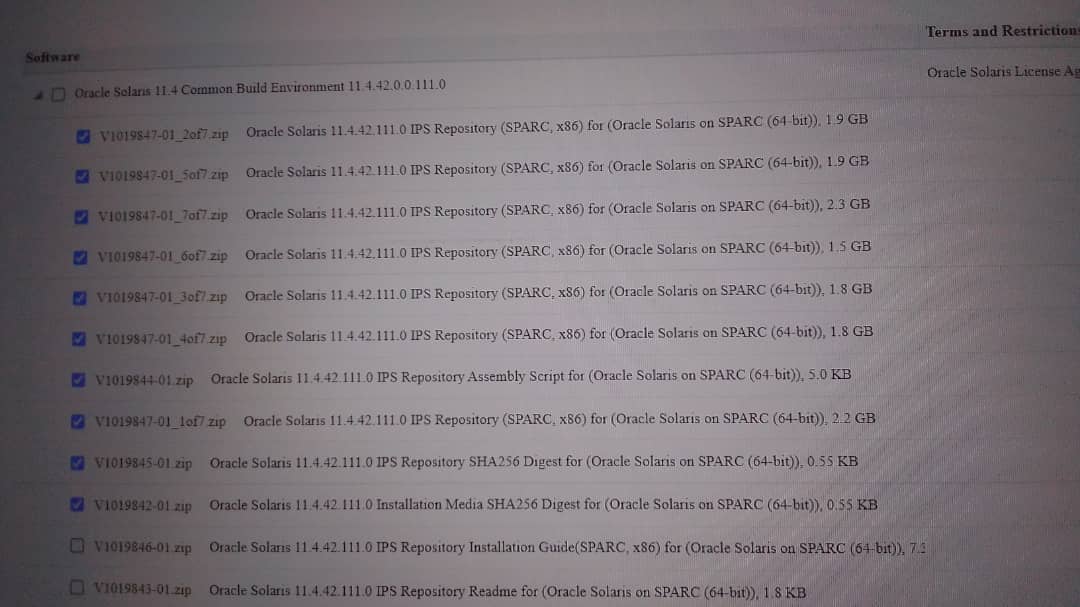 Software Terms and Restrictions
Oracle Solaris 11.4 Common Build Environment 11.4.42.0.0.111.0 Oracle Solaris License Ag
V1019847-01_2of7.zip Oracle Solaris 11.4.42.111.0 IPS Repository (SPARC, x86) for (Oracle Solaris on SPARC (64-bit)), 1.9 GB
V1019847-01_5of7.zip Oracle Solaris 11.4.42.111.0 IPS Repository (SPARC, x86) for (Oracle Solaris on SPARC (64-bit)), 1.9 GB
V1019847-01_7of7.zip Oracle Solaris 11.4.42.111.0 IPS Repository (SPARC, x86) for (Oracle Solaris on SPARC (64-bit)), 2.3 GB
V1019847-01_6of7.zip Oracle Solaris 11.4.42.111.0 IPS Repository (SPARC, x86) for (Oracle Solaris on SPARC (64-bit)), 1.5 GB
V1019847-01_3of7.zip Oracle Solaris 11.4.42.111.0 IPS Repository (SPARC, x86) for (Oracle Solaris on SPARC (64-bit)), 1.8 GB
V1019847-01_4of7.zip Oracle Solaris 11.4.42.111.0 IPS Repository (SPARC, x86) for (Oracle Solaris on SPARC (64-bit)), 1.8 GB
V1019844-01.zip Oracle Solaris 11.4.42.111.0 IPS Repository Assembly Script for (Oracle Solaris on SPARC (64-bit)), 5.0 KB
V1019847-01_1of7.zip Oracle Solaris 11.4.42.111.0 IPS Repository (SPARC, x86) for (Oracle Solaris on SPARC (64-bit)), 2.2 GB
V1019845-01.zip Oracle Solaris 11.4.42.111.0 IPS Repository SHA256 Digest for (Oracle Solaris on SPARC (64-bit)), 0.55 KB
V1019842-01.zip Oracle Solaris 11.4.42.111.0 Installation Media SHA256 Digest for (Oracle Solaris on SPARC (64-bit)), 0.55 KB
V1019846-01.zip Oracle Solaris 11.4.42.111.0 IPS Repository Installation Guide(SPARC, x86) for (Oracle Solaris on SPARC (64-bit)),
V1019843-01.zip Oracle Solaris 11.4.42.111.0 IPS Repository Readme for (Oracle Solaris on SPARC (64-bit)), 1.8 KB